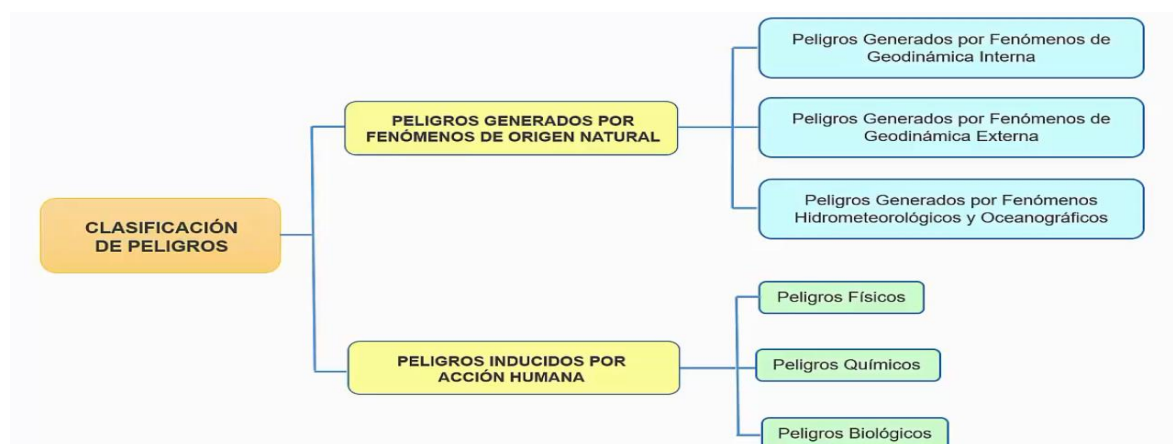 CLASIFICACIÓN
DE PELIGROS
PELIGROS GENERADOS POR
FENÓMENOS DE ORIGEN NATURAL
Peligros Generados por Fenómenos de
Geodinámica Interna
Peligros Generados por Fenómenos de
Geodinámica Externa
Peligros Generados por Fenómenos
Hidrometeorológicos y Oceanográficos
PELIGROS INDUCIDOS POR
ACCIÓN HUMANA
Peligros Físicos
Peligros Químicos
Peligros Biológicos